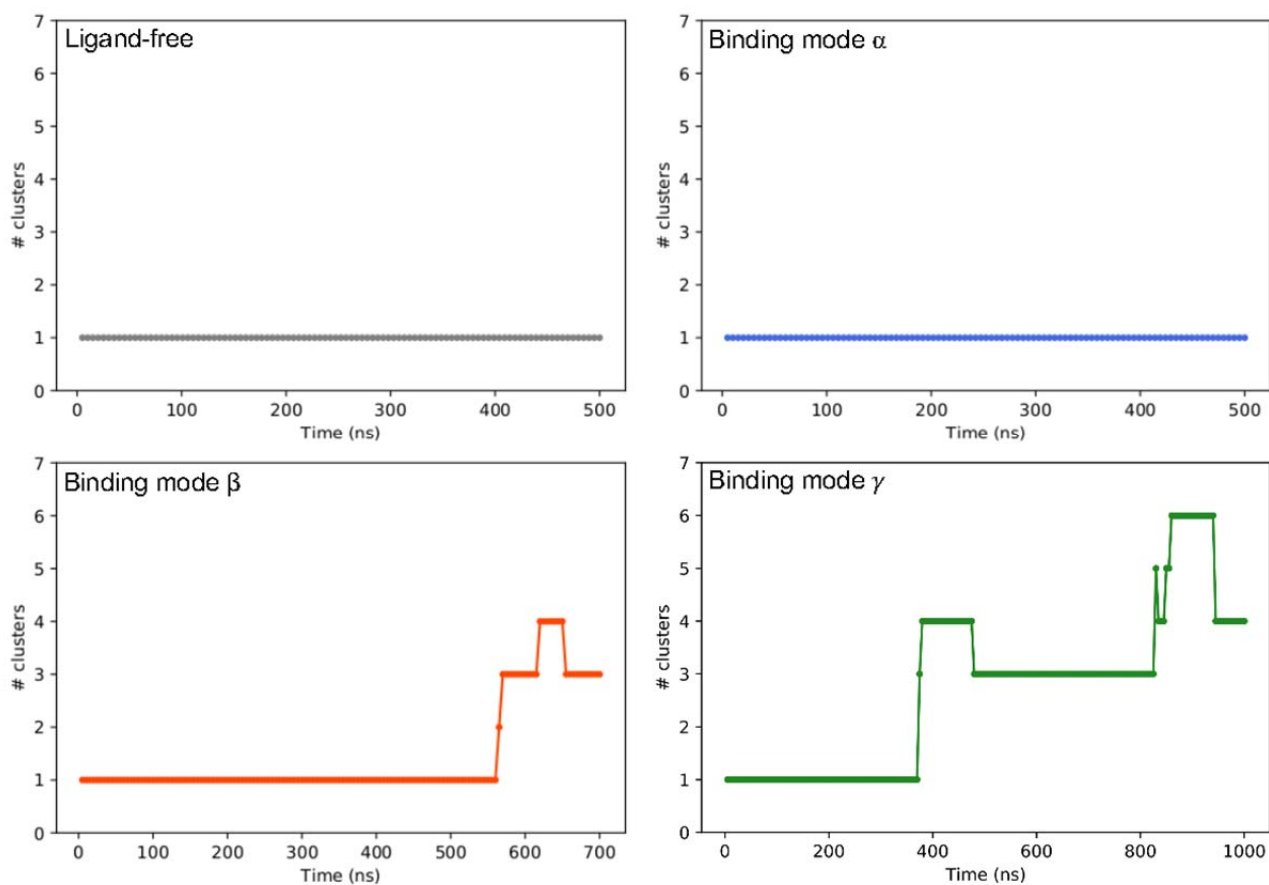 Ligand-free
# clusters
7
6
5
4
3
2
1
0
0 100 200 300 400 500
Time (ns)
Binding mode α
# clusters
7
6
5
4
3
2
1
0
0 100 200 300 400 500
Time (ns)
Binding mode β
# clusters
7
6
5
4
3
2
1
0
0 100 200 300 400 500 600 700
Time (ns)
Binding mode γ
# clusters
7
6
5
4
3
2
1
0
0 200 400 600 800 1000
Time (ns)